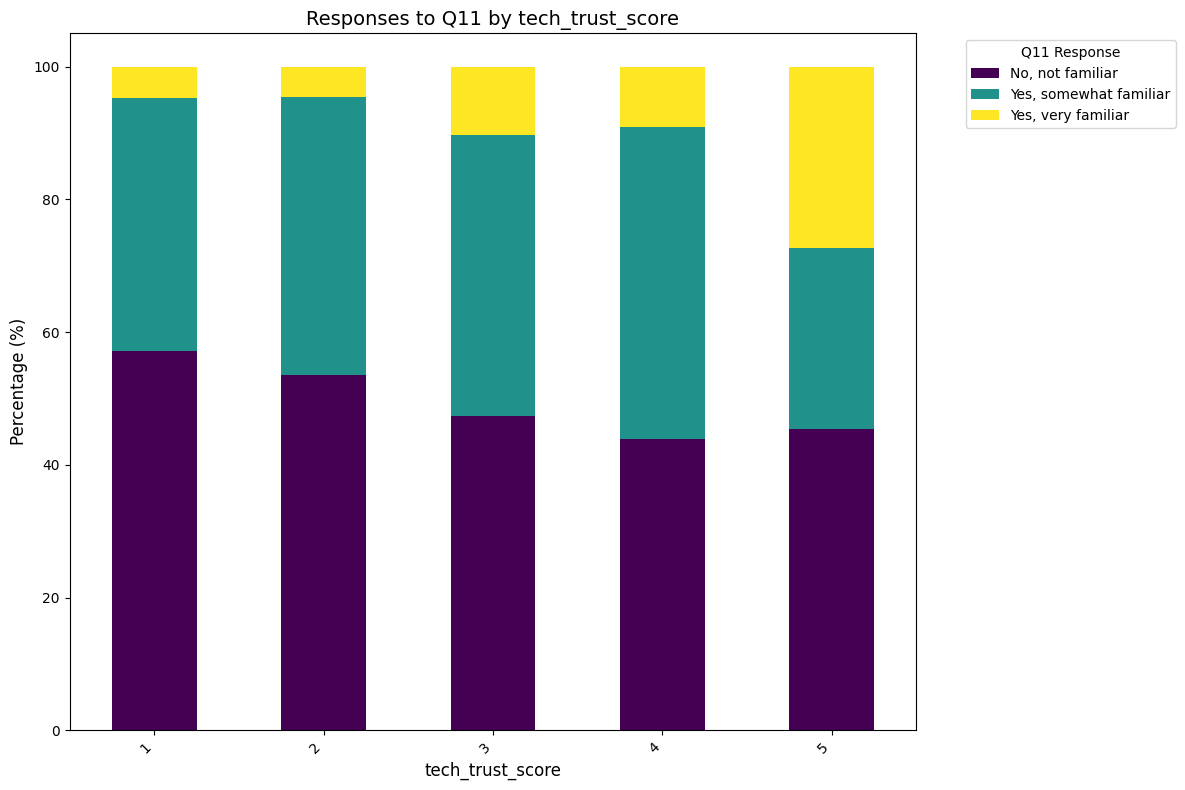 Responses to Q11 by tech_trust_score
Q11 Response
No, not familiar
Yes, somewhat familiar
Yes, very familiar
Percentage (%)
100
80
60
40
20
0
1
2
3
4
5
tech_trust_score